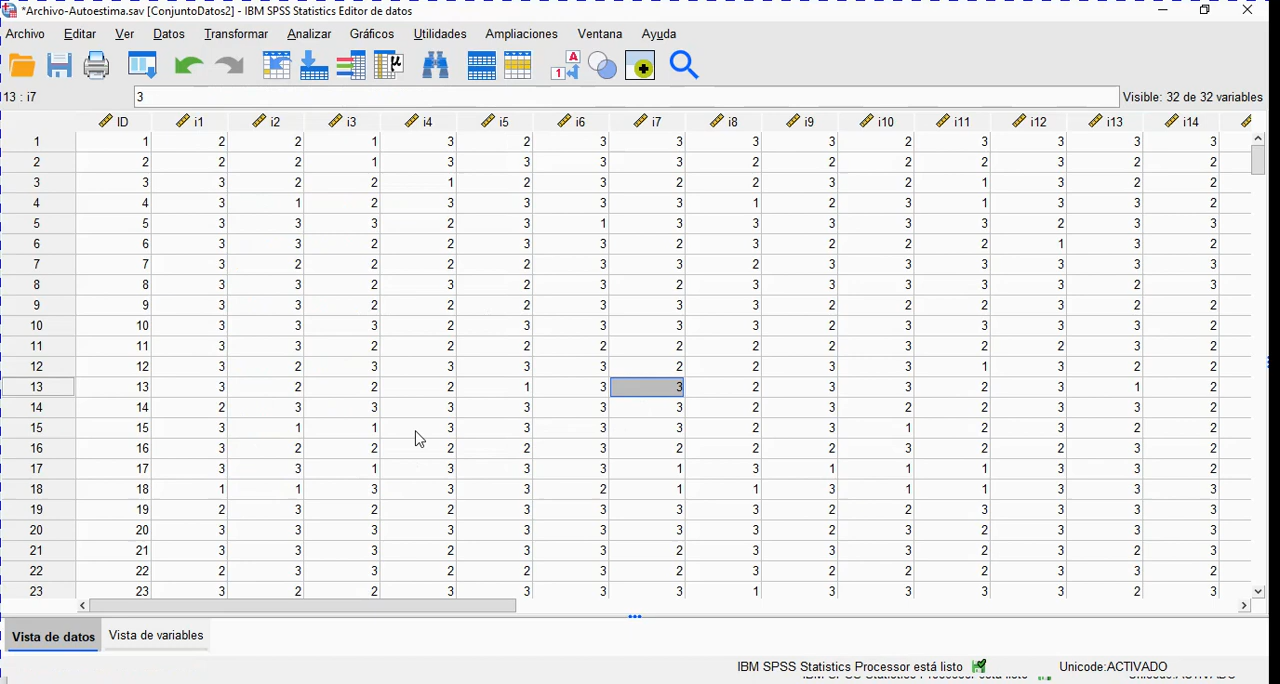 *Archivo-Autoestima.sav [ConjuntoDatos2] - IBM SPSS Statistics Editor de datos
Archivo Editar Ver Datos Transformar Analizar Gráficos Utilidades Ampliaciones Ventana Ayuda
13 : i7 3 Visible: 32 de 32 variables
ID i1 i2 i3 i4 i5 i6 i7 i8 i9 i10 i11 i12 i13 i14
1 1 2 2 1 3 2 3 3 3 3 2 3 3 3 3
2 2 2 2 1 3 3 3 3 3 2 2 2 3 2 2
3 3 3 2 2 1 2 3 2 2 3 2 1 3 2 2
4 4 3 1 2 3 3 3 3 1 2 3 1 3 3 2
5 5 3 3 3 2 3 1 3 3 3 3 3 2 3 3
6 6 3 3 2 2 3 3 2 3 2 2 2 1 3 2
7 7 3 2 2 2 2 3 3 2 2 3 3 3 3 3
8 8 3 3 3 2 3 3 2 3 3 3 3 3 2 3
9 9 3 3 2 2 2 3 3 3 2 3 2 3 3 2
10 10 3 3 3 2 3 3 3 3 2 3 3 3 3 2
11 11 3 3 2 2 2 2 2 2 2 3 2 3 2 2
12 12 3 2 3 3 3 3 2 2 3 3 1 3 3 2
13 13 3 2 2 2 1 3 3 2 3 3 2 3 1 2
14 14 2 3 3 3 3 3 3 2 3 2 2 3 3 2
15 15 3 1 1 3 3 3 3 2 3 1 2 3 2 2
16 16 3 2 2 2 2 3 2 2 2 3 2 2 3 2
17 17 3 3 1 3 3 3 1 3 1 1 1 3 3 2
18 18 1 1 3 3 3 2 1 1 3 1 1 3 3 3
19 19 2 3 2 2 3 3 3 3 2 2 3 3 3 3
20 20 3 3 3 3 3 3 3 3 2 3 2 3 3 3
21 21 3 3 3 2 3 3 2 3 3 3 2 3 2 3
22 22 2 3 3 2 3 3 2 3 2 2 2 3 3 2
23 23 3 2 2 3 3 3 3 1 3 3 3 3 2 3
Vista de datos Vista de variables
IBM SPSS Statistics Processor está listo Unicode:ACTIVADO